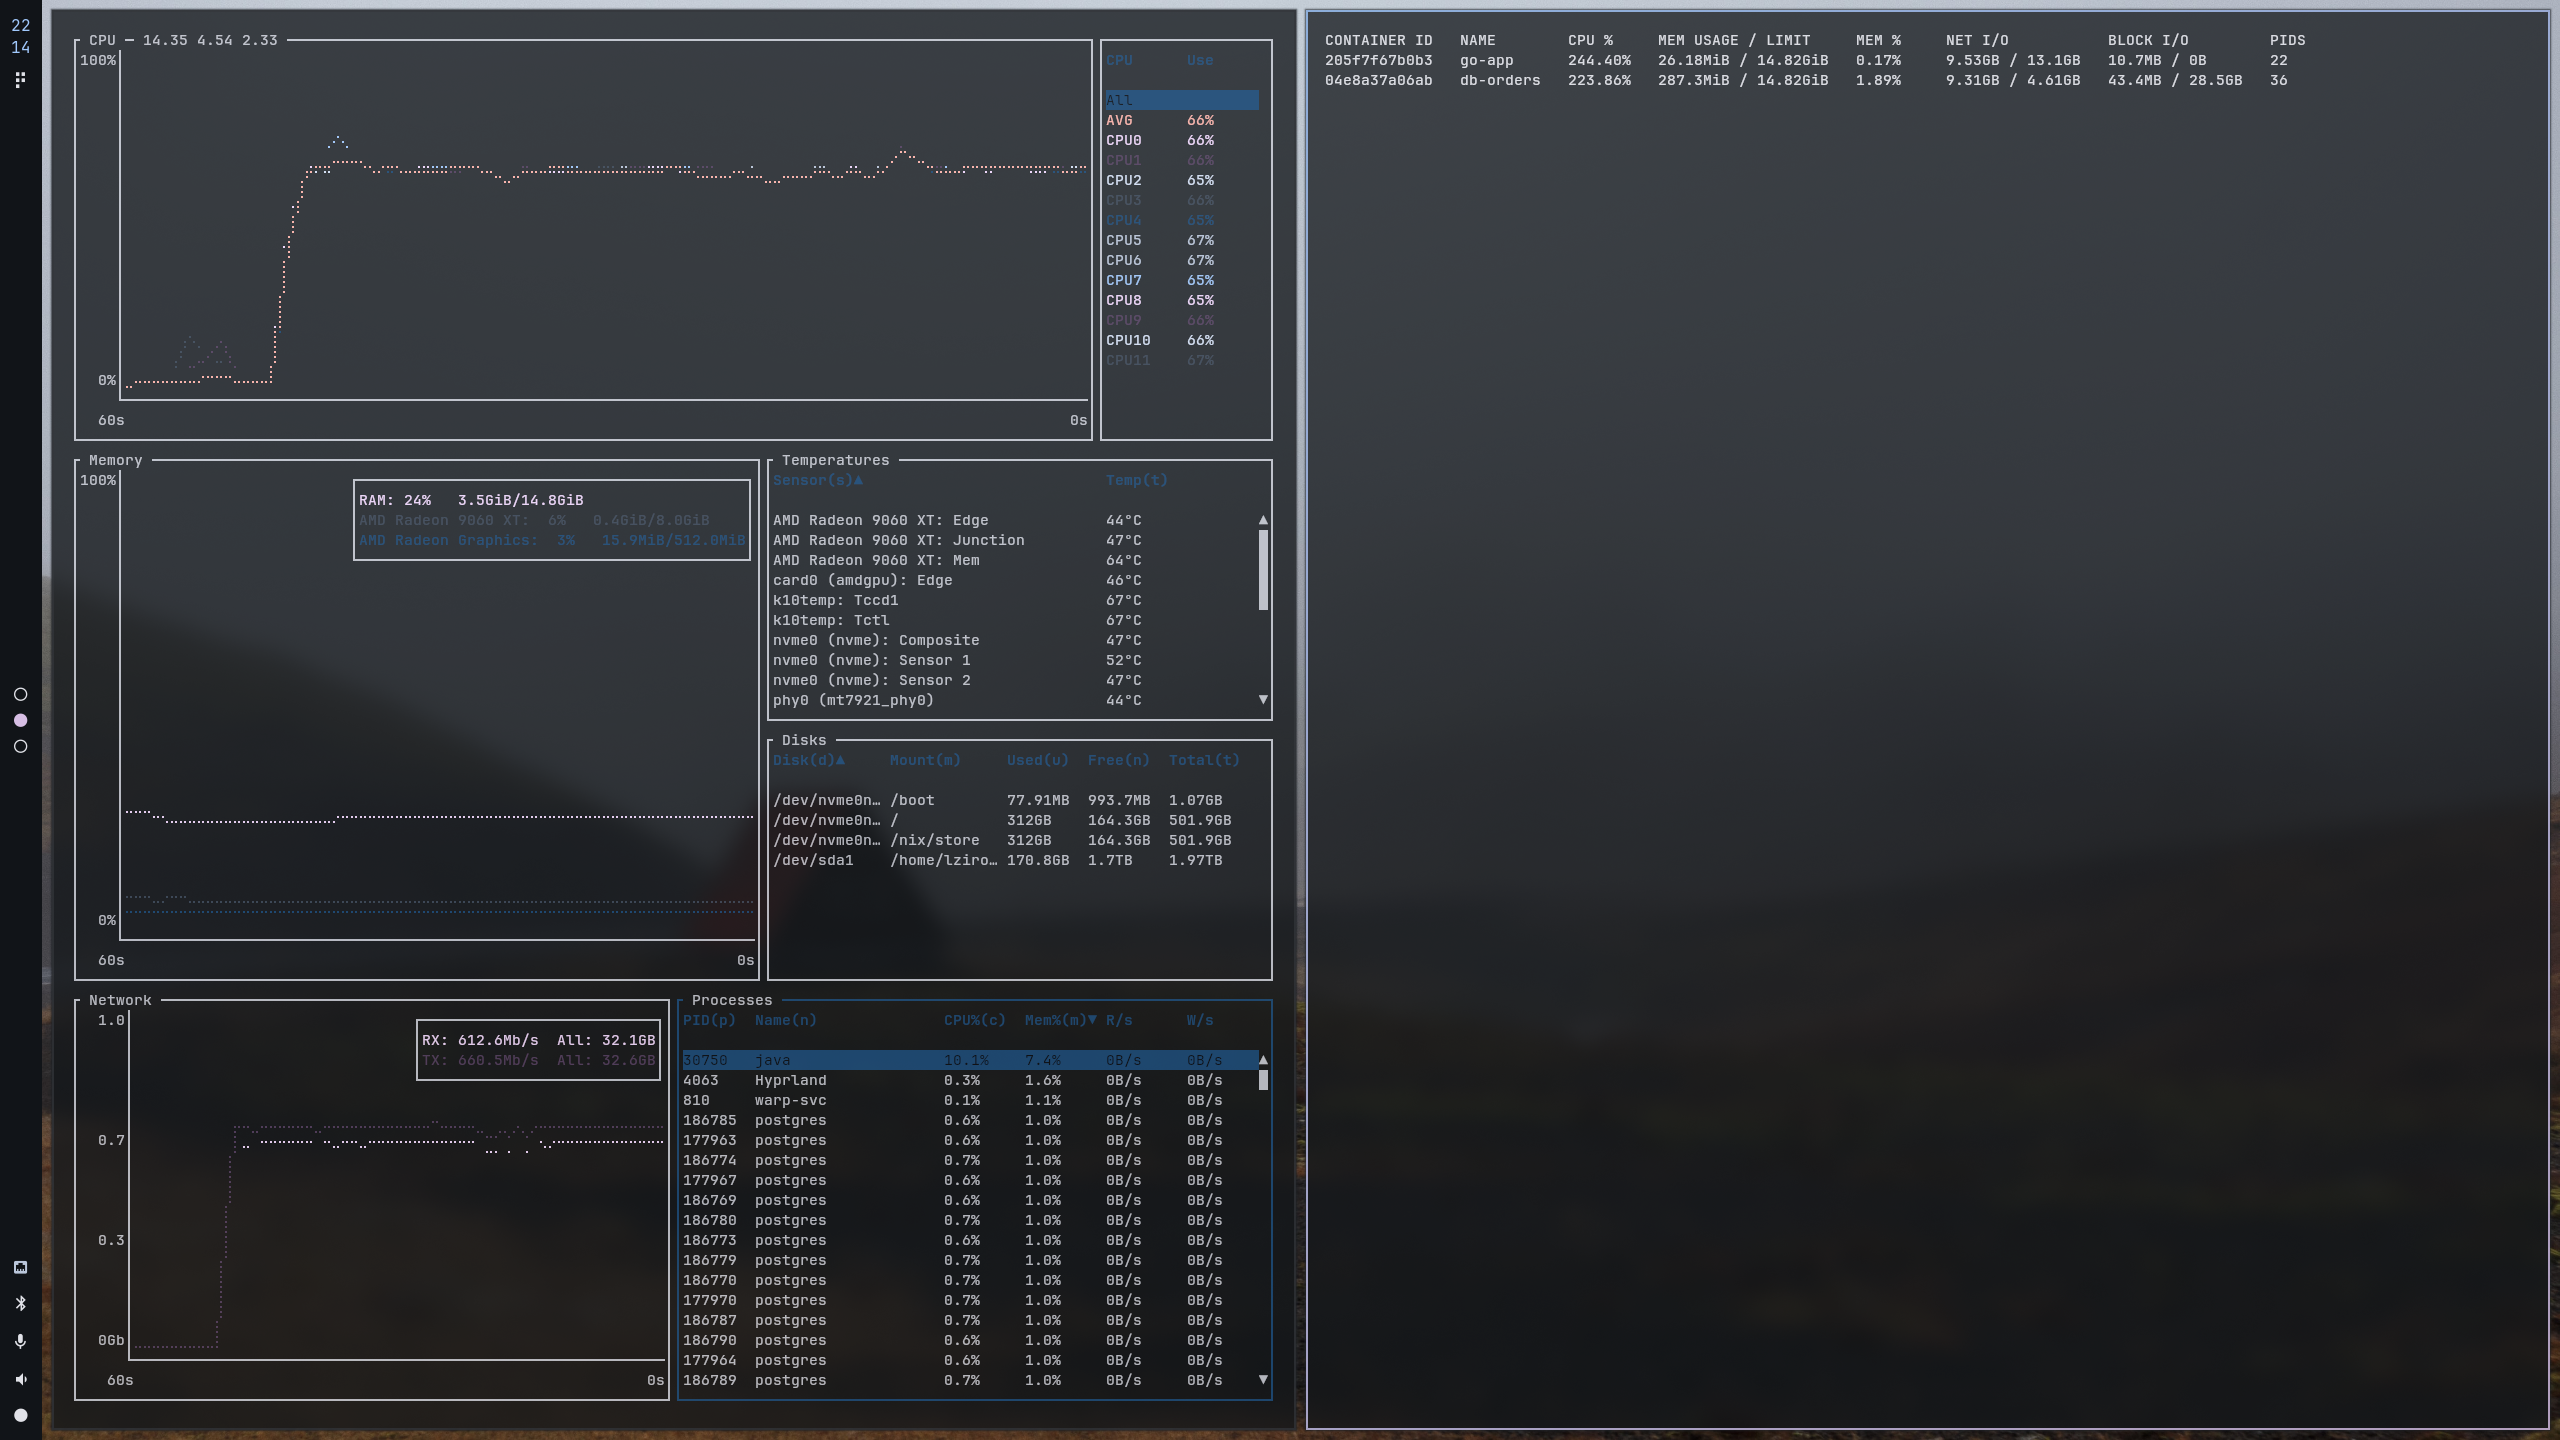 22
14
CPU — 14.35 4.54 2.33
100%
0%
60s 0s
CPU Use
All
AVG 66%
CPU0 66%
CPU1 66%
CPU2 65%
CPU3 66%
CPU4 65%
CPU5 67%
CPU6 67%
CPU7 65%
CPU8 65%
CPU9 66%
CPU10 66%
CPU11 67%
Memory
100%
RAM: 24% 3.5GiB/14.8GiB
AMD Radeon 9060 XT: 6% 0.4GiB/8.0GiB
AMD Radeon Graphics: 3% 15.9MiB/512.0MiB
0%
60s 0s
Temperatures
Sensor(s)▲ Temp(t)
AMD Radeon 9060 XT: Edge 44°C
AMD Radeon 9060 XT: Junction 47°C
AMD Radeon 9060 XT: Mem 64°C
card0 (amdgpu): Edge 46°C
k10temp: Tccd1 67°C
k10temp: Tctl 67°C
nvme0 (nvme): Composite 47°C
nvme0 (nvme): Sensor 1 52°C
nvme0 (nvme): Sensor 2 47°C
phy0 (mt7921_phy0) 44°C
Disks
Disk(d)▲ Mount(m) Used(u) Free(n) Total(t)
/dev/nvme0n… /boot 77.91MB 993.7MB 1.07GB
/dev/nvme0n… / 312GB 164.3GB 501.9GB
/dev/nvme0n… /nix/store 312GB 164.3GB 501.9GB
/dev/sda1 /home/lziro… 170.8GB 1.7TB 1.97TB
Network
1.0
RX: 612.6Mb/s All: 32.1GB
TX: 660.5Mb/s All: 32.6GB
0.7
0.3
0Gb
60s 0s
Processes
PID(p) Name(n) CPU%(c) Mem%(m)▼ R/s W/s
30750 java 10.1% 7.4% 0B/s 0B/s
4063 Hyprland 0.3% 1.6% 0B/s 0B/s
810 warp-svc 0.1% 1.1% 0B/s 0B/s
186785 postgres 0.6% 1.0% 0B/s 0B/s
177963 postgres 0.6% 1.0% 0B/s 0B/s
186774 postgres 0.7% 1.0% 0B/s 0B/s
177967 postgres 0.6% 1.0% 0B/s 0B/s
186769 postgres 0.6% 1.0% 0B/s 0B/s
186780 postgres 0.7% 1.0% 0B/s 0B/s
186773 postgres 0.6% 1.0% 0B/s 0B/s
186779 postgres 0.7% 1.0% 0B/s 0B/s
186770 postgres 0.7% 1.0% 0B/s 0B/s
177970 postgres 0.7% 1.0% 0B/s 0B/s
186787 postgres 0.7% 1.0% 0B/s 0B/s
186790 postgres 0.6% 1.0% 0B/s 0B/s
177964 postgres 0.6% 1.0% 0B/s 0B/s
186789 postgres 0.7% 1.0% 0B/s 0B/s
CONTAINER ID NAME CPU % MEM USAGE / LIMIT MEM % NET I/O BLOCK I/O PIDS
205f7f67b0b3 go-app 244.40% 26.18MiB / 14.82GiB 0.17% 9.53GB / 13.1GB 10.7MB / 0B 22
04e8a37a06ab db-orders 223.86% 287.3MiB / 14.82GiB 1.89% 9.31GB / 4.61GB 43.4MB / 28.5GB 36